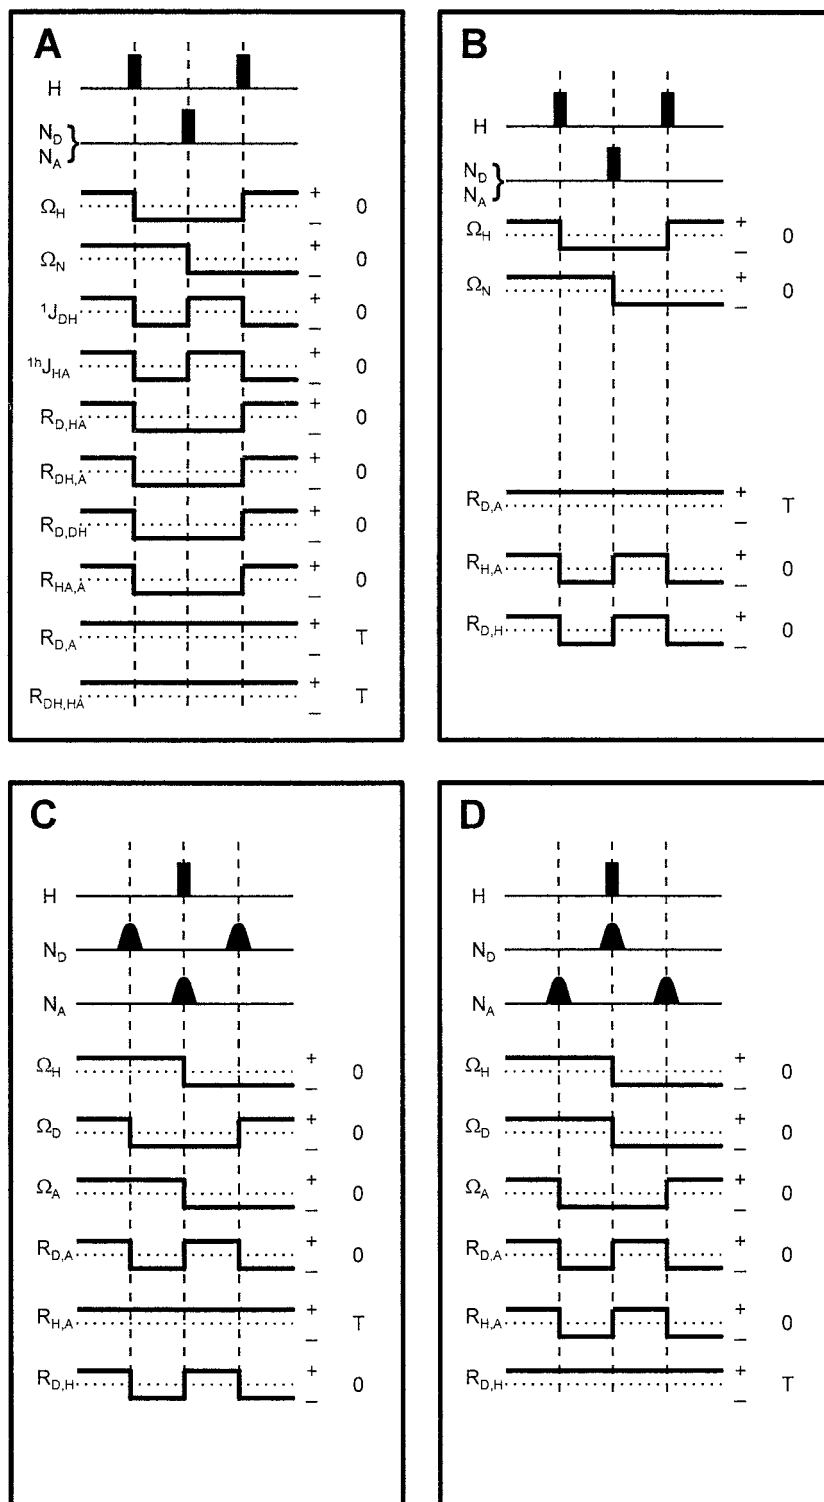 A
H
N_D
N_A
Ω_H + − 0
Ω_N + − 0
¹J_DH + − 0
¹ʰJ_HA + − 0
R_D,HA + − 0
R_DH,A + − 0
R_D,DH + − 0
R_HA,A + − 0
R_D,A + − T
R_DH,HA + − T
B
H
N_D
N_A
Ω_H + − 0
Ω_N + − 0
R_D,A + − T
R_H,A + − 0
R_D,H + − 0
C
H
N_D
N_A
Ω_H + − 0
Ω_D + − 0
Ω_A + − 0
R_D,A + − 0
R_H,A + − T
R_D,H + − 0
D
H
N_D
N_A
Ω_H + − 0
Ω_D + − 0
Ω_A + − 0
R_D,A + − 0
R_H,A + − 0
R_D,H + − T